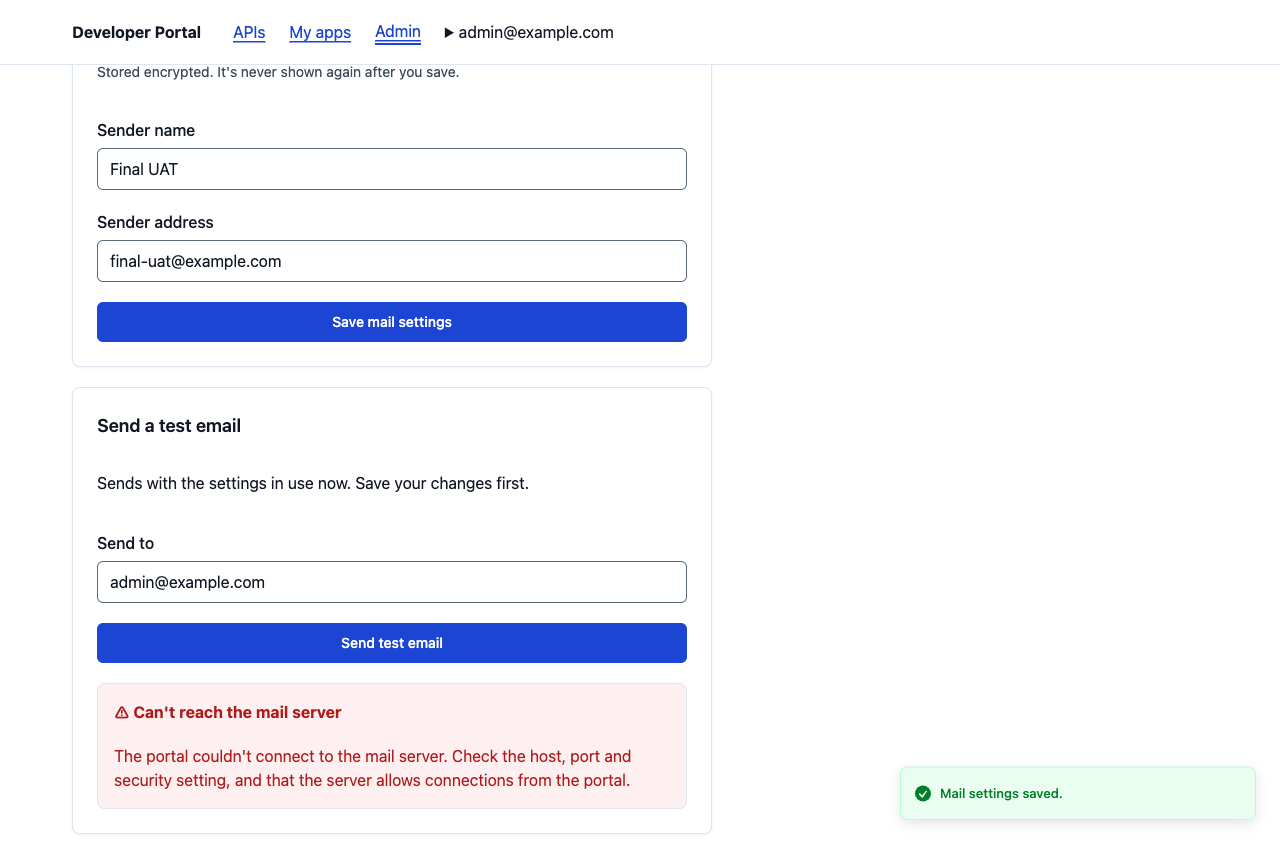 Developer Portal APIs My apps Admin ▶ admin@example.com
Stored encrypted. It's never shown again after you save.
Sender name
Final UAT
Sender address
final-uat@example.com
Save mail settings
Send a test email
Sends with the settings in use now. Save your changes first.
Send to
admin@example.com
Send test email
Can't reach the mail server
The portal couldn't connect to the mail server. Check the host, port and
security setting, and that the server allows connections from the portal.
Mail settings saved.